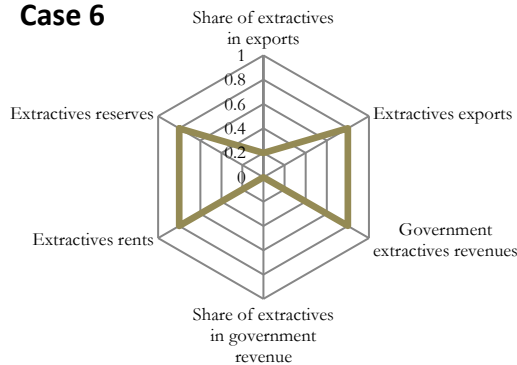 Case 6
Share of extractives
in exports
1
0.8
0.6
0.4
0.2
0
Extractives reserves
Extractives exports
Extractives rents
Government
extractives revenues
Share of extractives
in government
revenue